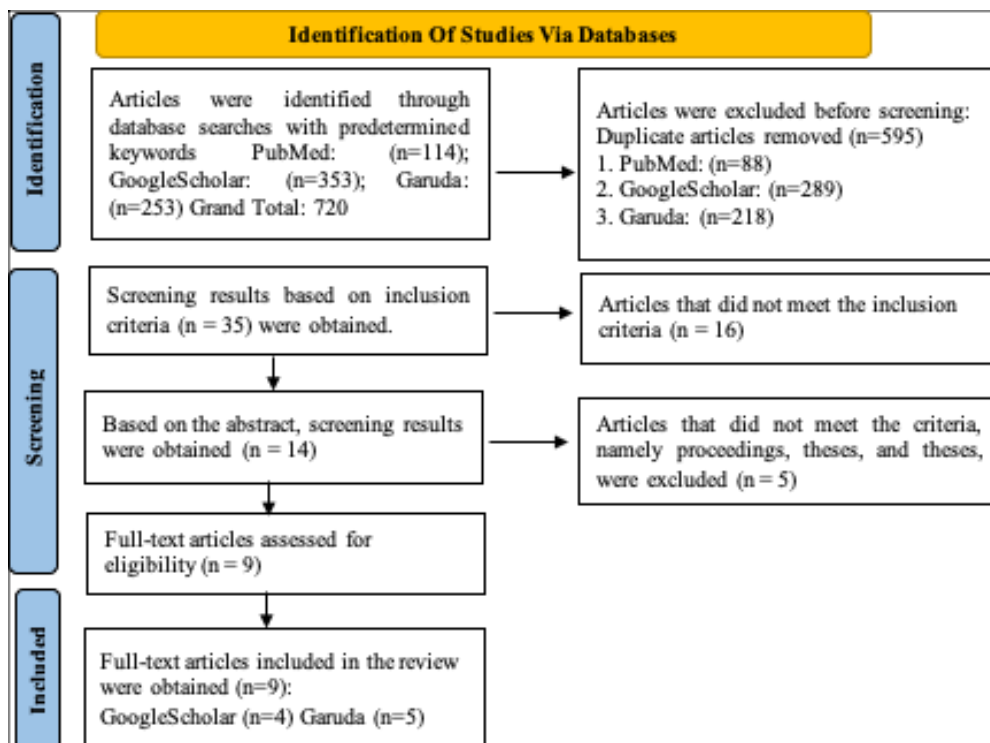 Identification Of Studies Via Databases
Identification
Articles were identified through
database searches with predetermined
keywords PubMed: (n=114);
GoogleScholar: (n=353); Garuda:
(n=253) Grand Total: 720
Articles were excluded before screening:
Duplicate articles removed (n=595)
1. PubMed: (n=88)
2. GoogleScholar: (n=289)
3. Garuda: (n=218)
Screening
Screening results based on inclusion
criteria (n = 35) were obtained.
Articles that did not meet the inclusion
criteria (n = 16)
Based on the abstract, screening results
were obtained (n = 14)
Articles that did not meet the criteria,
namely proceedings, theses, and theses,
were excluded (n = 5)
Full-text articles assessed for
eligibility (n = 9)
Included
Full-text articles included in the review
were obtained (n=9):
GoogleScholar (n=4) Garuda (n=5)